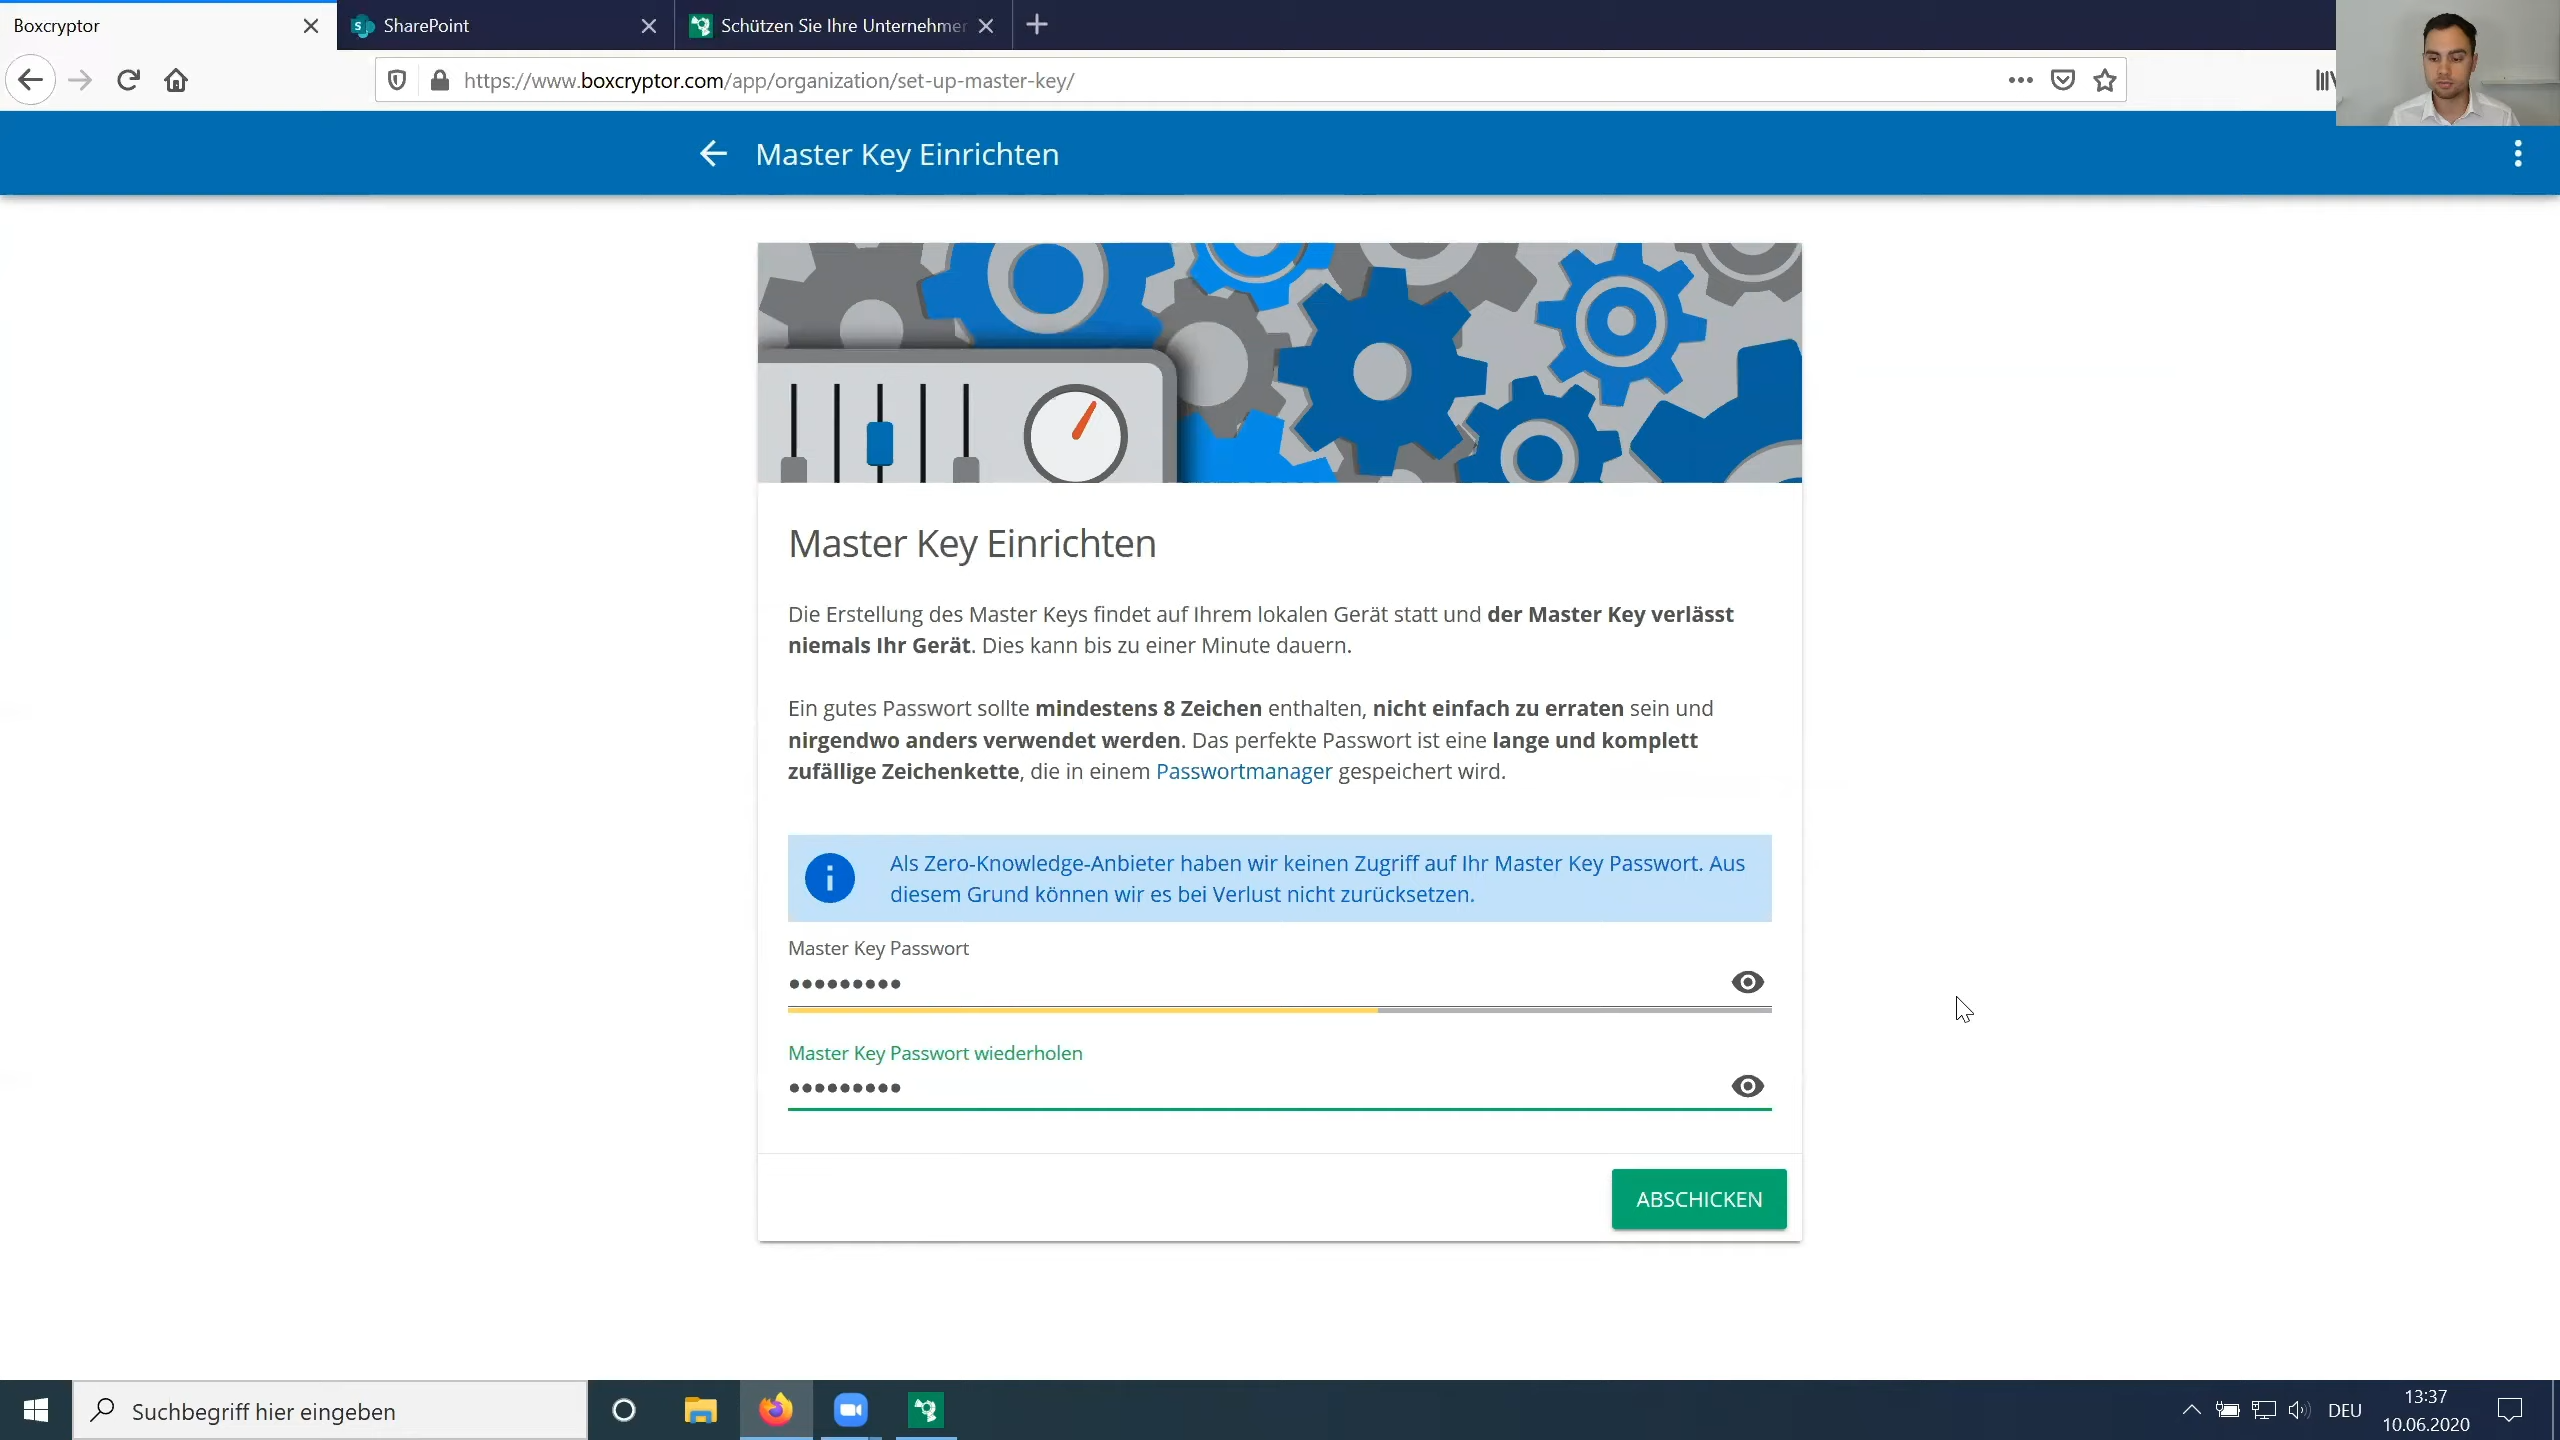 Boxcryptor
SharePoint
Schützen Sie Ihre Unternehmer
https://www.boxcryptor.com/app/organization/set-up-master-key/
Master Key Einrichten
Master Key Einrichten
Die Erstellung des Master Keys findet auf Ihrem lokalen Gerät statt und der Master Key verlässt
niemals Ihr Gerät. Dies kann bis zu einer Minute dauern.
Ein gutes Passwort sollte mindestens 8 Zeichen enthalten, nicht einfach zu erraten sein und
nirgendwo anders verwendet werden. Das perfekte Passwort ist eine lange und komplett
zufällige Zeichenkette, die in einem Passwortmanager gespeichert wird.
Als Zero-Knowledge-Anbieter haben wir keinen Zugriff auf Ihr Master Key Passwort. Aus
diesem Grund können wir es bei Verlust nicht zurücksetzen.
Master Key Passwort
•••••••••
Master Key Passwort wiederholen
•••••••••
ABSCHICKEN
Suchbegriff hier eingeben
DEU
13:37
10.06.2020